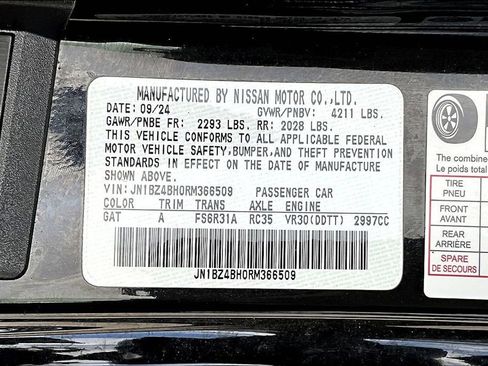 MANUFACTURED BY NISSAN MOTOR CO.,LTD.
DATE: 09/24 GVWR/PNBV: 4211 LBS.
GAWR/PNBE FR: 2293 LBS. RR: 2028 LBS.
THIS VEHICLE CONFORMS TO ALL APPLICABLE FEDERAL
MOTOR VEHICLE SAFETY, BUMPER, AND THEFT PREVENTION
STANDARDS IN EFFECT ON THE DATE OF MANUFACTURE
SHOWN ABOVE.
VIN: JN1BZ4BH0RM366509 PASSENGER CAR
COLOR TRIM TRANS AXLE ENGINE
GAT A FS6R31A RC35 VR30(DDTT) 2997CC
JN1BZ4BH0RM366509
The combine
Le poids total
TIRE
PNEU
FRONT
AVANT
REAR
ARRIÈRE
SPARE
DE SECOURS